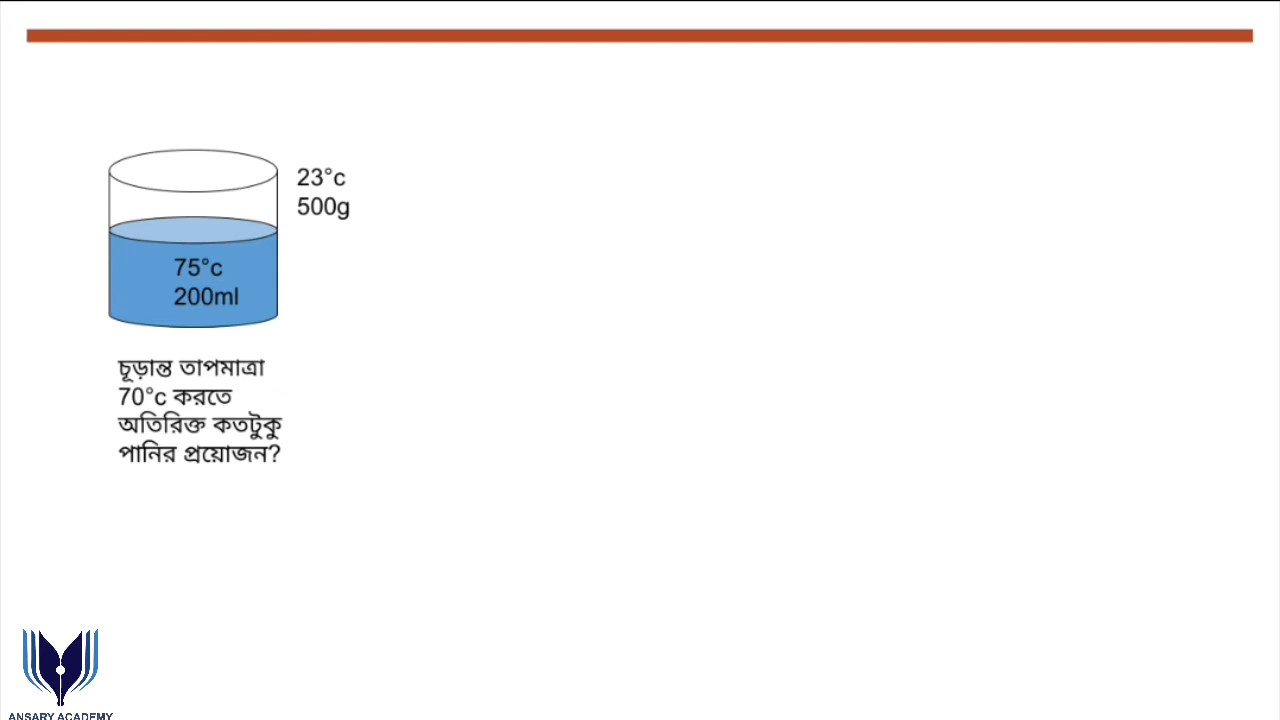 23°c
500g
75°c
200ml
চূড়ান্ত তাপমাত্রা
70°c করতে
অতিরিক্ত কতটুকু
পানির প্রয়োজন?
ANSARY ACADEMY